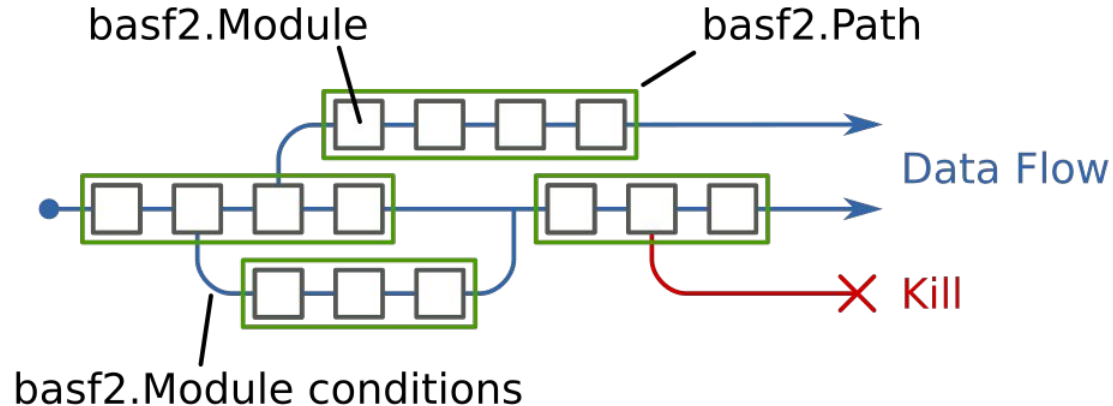 basf2.Module
basf2.Path
Data Flow
Kill
basf2.Module conditions